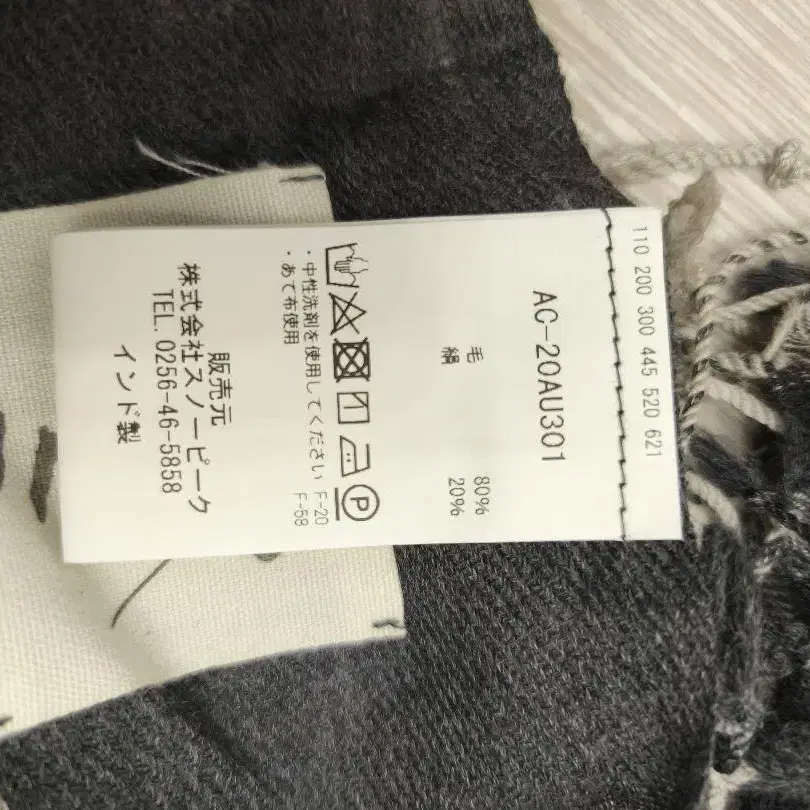 110 200 300 445 520 621
AC-20AU301
毛 80%
絹 20%
P
・中性洗剤を使用してください F-20
・あて布使用 F-58
販売元
株式会社スノーピーク
TEL. 0256-46-5858
インド製